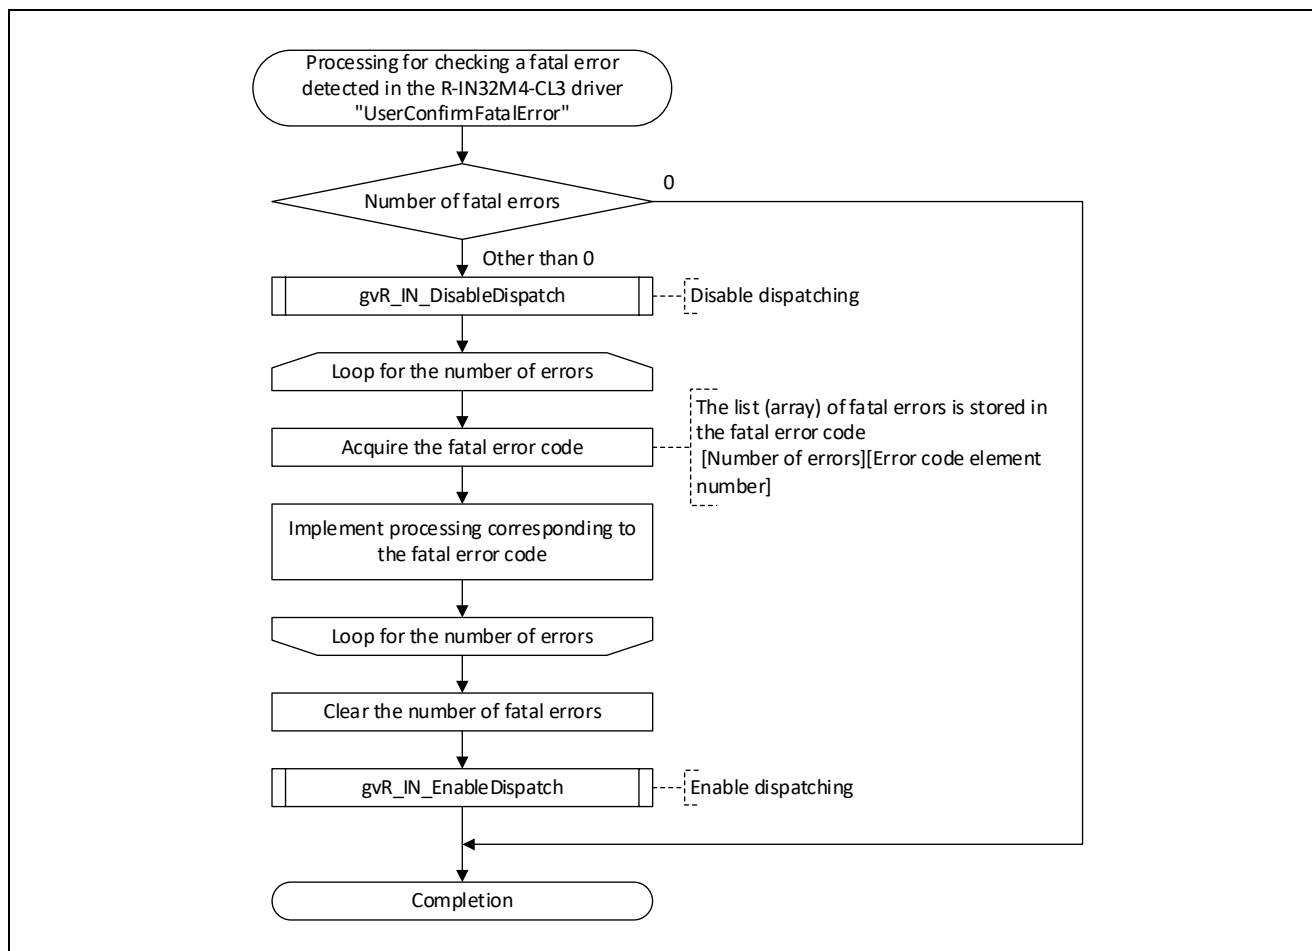 Processing for checking a fatal error
detected in the R-IN32M4-CL3 driver
"UserConfirmFatalError"
0
Number of fatal errors
Other than 0
gvR_IN_DisableDispatch
Disable dispatching
Loop for the number of errors
The list (array) of fatal errors is stored in
the fatal error code
[Number of errors][Error code element
number]
Acquire the fatal error code
Implement processing corresponding to
the fatal error code
Loop for the number of errors
Clear the number of fatal errors
gvR_IN_EnableDispatch
Enable dispatching
Completion